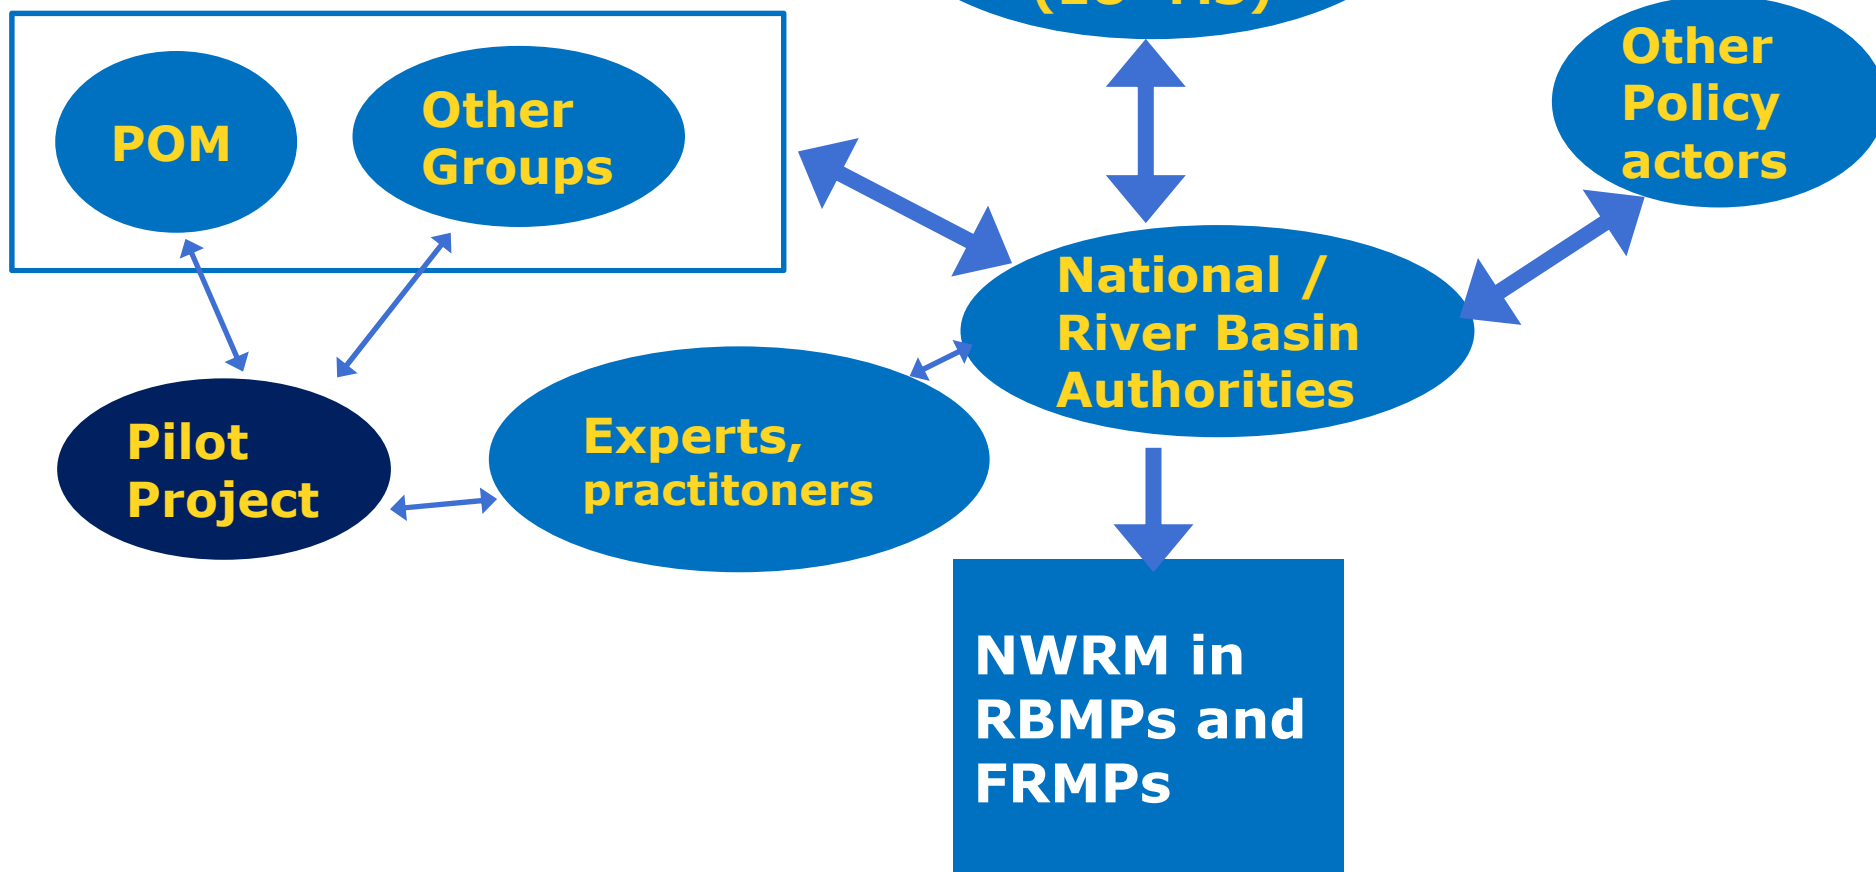 POM
Other
Groups
Other
Policy
actors
National /
River Basin
Authorities
Experts,
practitoners
Pilot
Project
NWRM in
RBMPs and
FRMPs